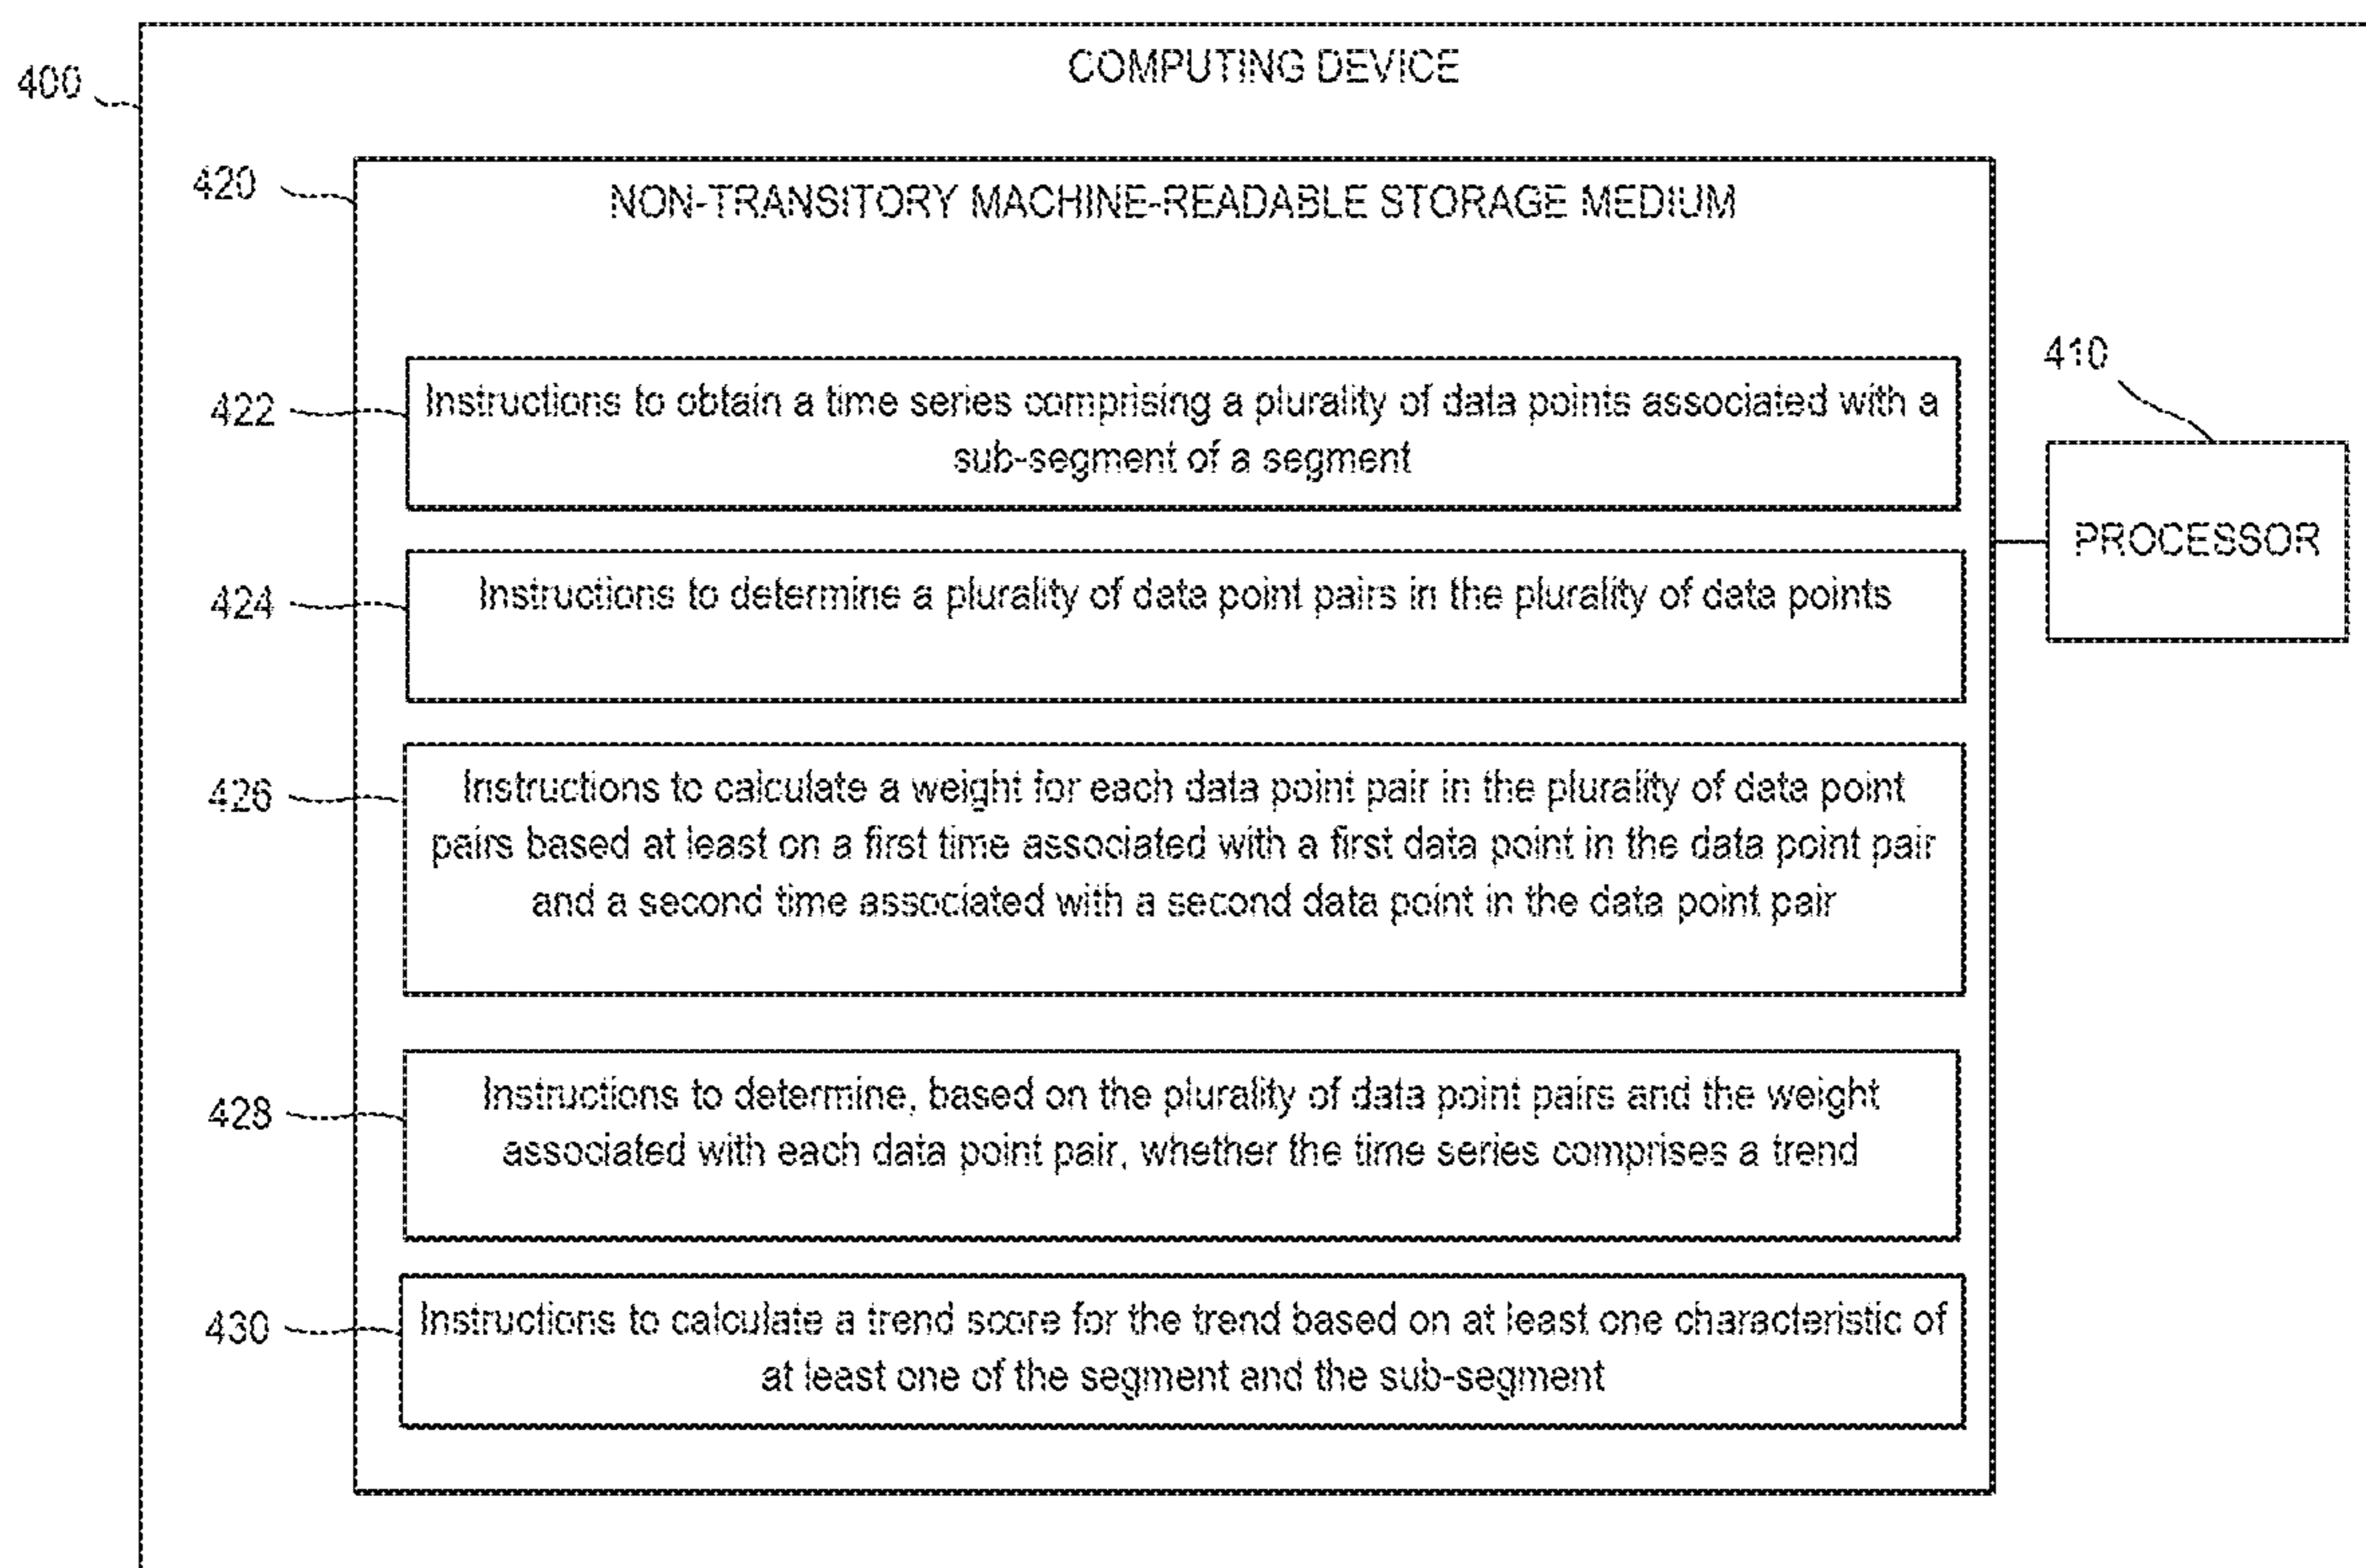 COMPUTING DEVICE
400
420
NON-TRANSITORY MACHINE-READABLE STORAGE MEDIUM
410
422
Instructions to obtain a time series comprising a plurality of data points associated with a
sub-segment of a segment
PROCESSOR
424
Instructions to determine a plurality of data point pairs in the plurality of data points
426
Instructions to calculate a weight for each data point pair in the plurality of data point
pairs based at least on a first time associated with a first data point in the data point pair
and a second time associated with a second data point in the data point pair
428
Instructions to determine, based on the plurality of data point pairs and the weight
associated with each data point pair, whether the time series comprises a trend
430
Instructions to calculate a trend score for the trend based on at least one characteristic of
at least one of the segment and the sub-segment